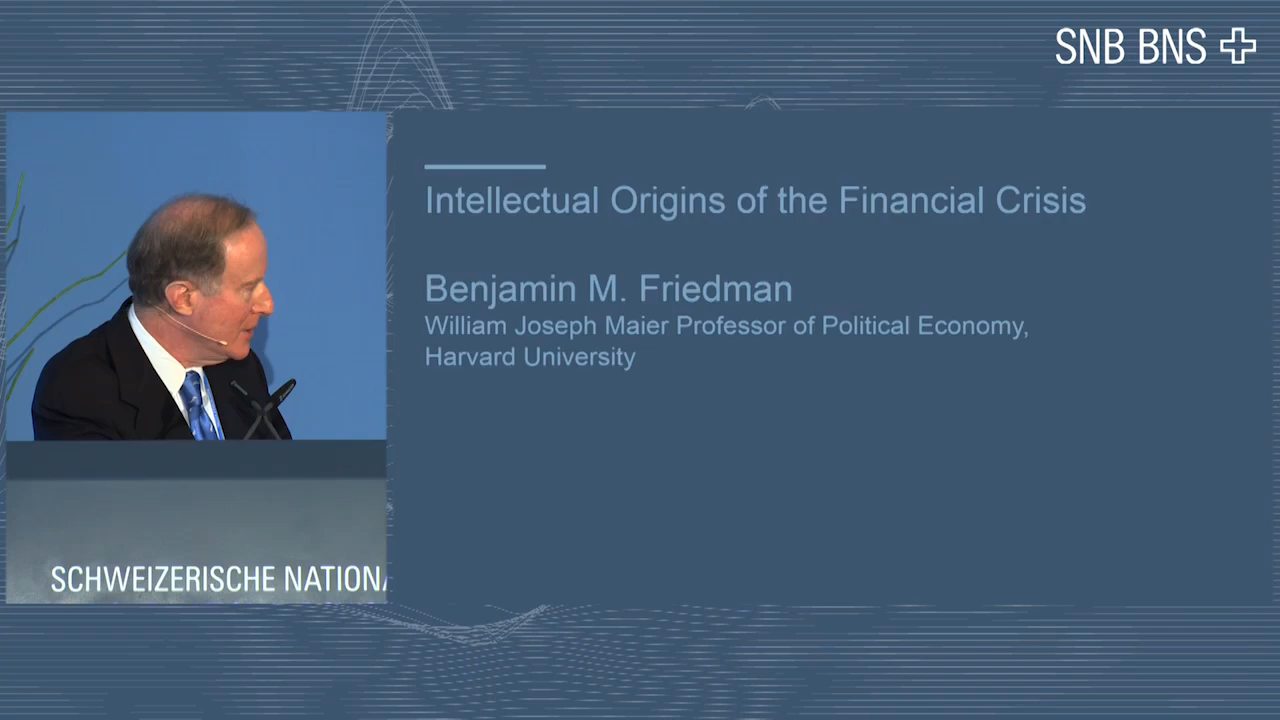 SNB BNS
Intellectual Origins of the Financial Crisis
Benjamin M. Friedman
William Joseph Maier Professor of Political Economy,
Harvard University
SCHWEIZERISCHE NATIONA